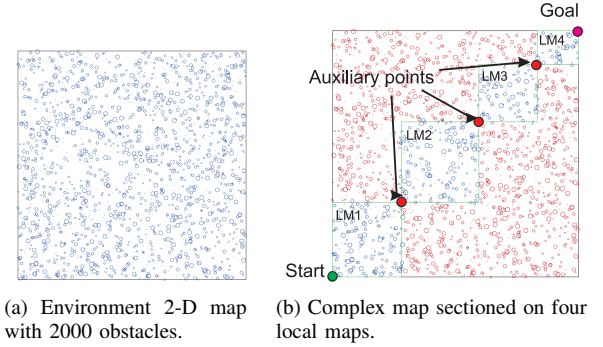 Goal
LM4
Auxiliary points
LM3
LM2
LM1
Start
(a) Environment 2-D map
with 2000 obstacles.
(b) Complex map sectioned on four
local maps.